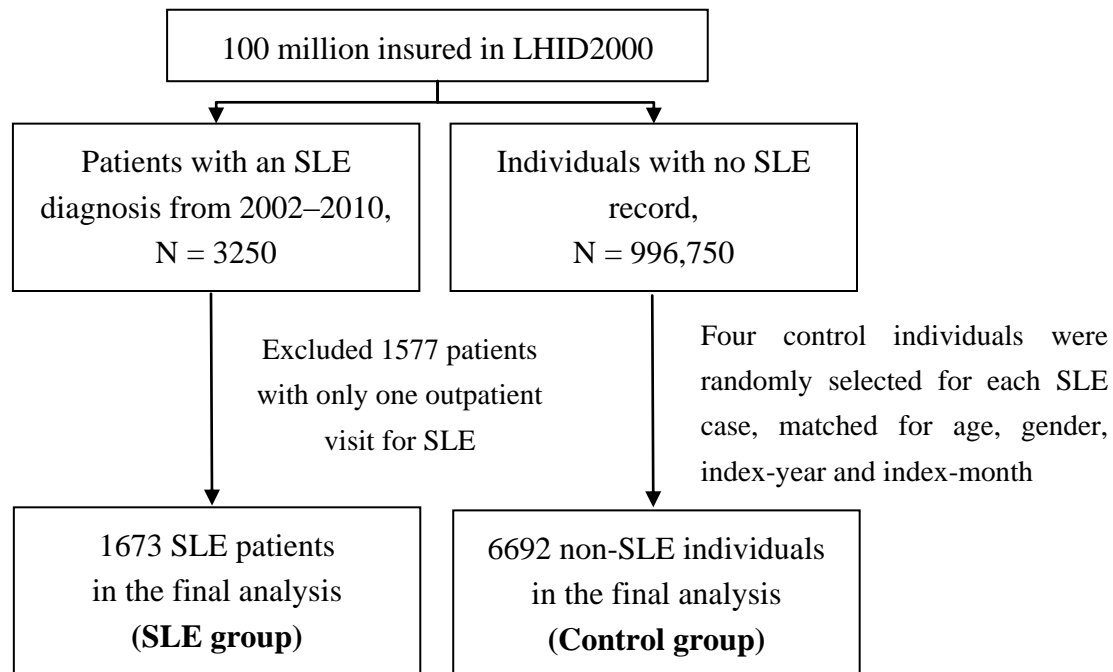 100 million insured in LHID2000
Patients with an SLE
diagnosis from 2002–2010,
N = 3250
Individuals with no SLE
record,
N = 996,750
Excluded 1577 patients
with only one outpatient
visit for SLE
Four control individuals were
randomly selected for each SLE
case, matched for age, gender,
index-year and index-month
1673 SLE patients
in the final analysis
(SLE group)
6692 non-SLE individuals
in the final analysis
(Control group)